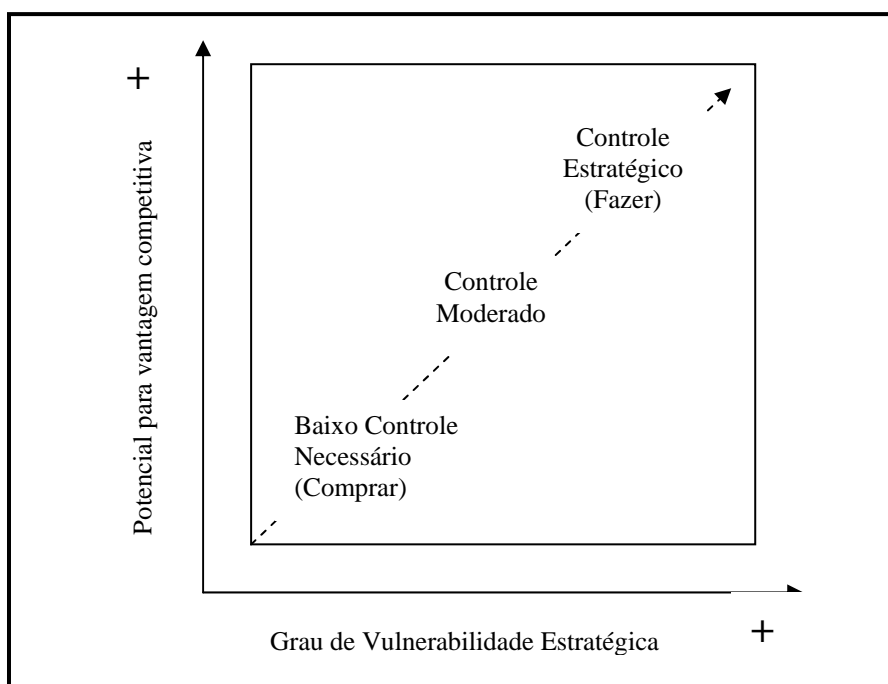 +
Potencial para vantagem competitiva
Controle
Estratégico
(Fazer)
Controle
Moderado
Baixo Controle
Necessário
(Comprar)
Grau de Vulnerabilidade Estratégica
+